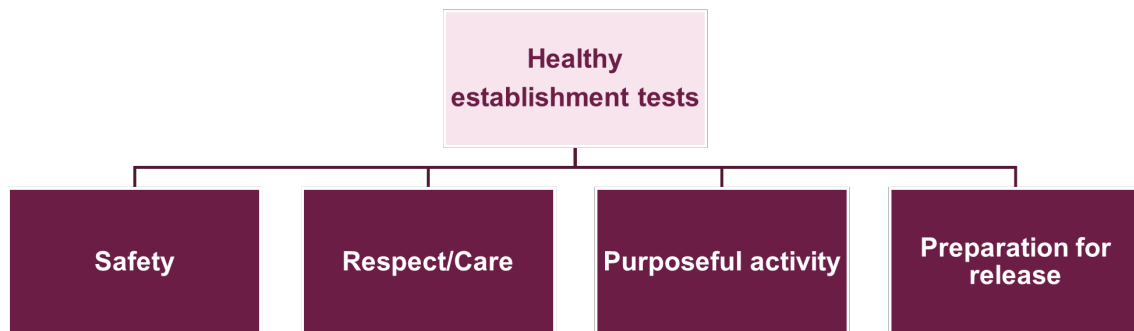 Healthy
establishment tests
Safety
Respect/Care
Purposeful activity
Preparation for
release